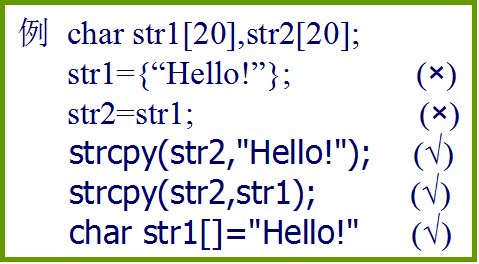 例 char str1[20],str2[20];
str1={“Hello!”}; (×)
str2=str1; (×)
strcpy(str2,"Hello!"); (√)
strcpy(str2,str1); (√)
char str1[]="Hello!" (√)